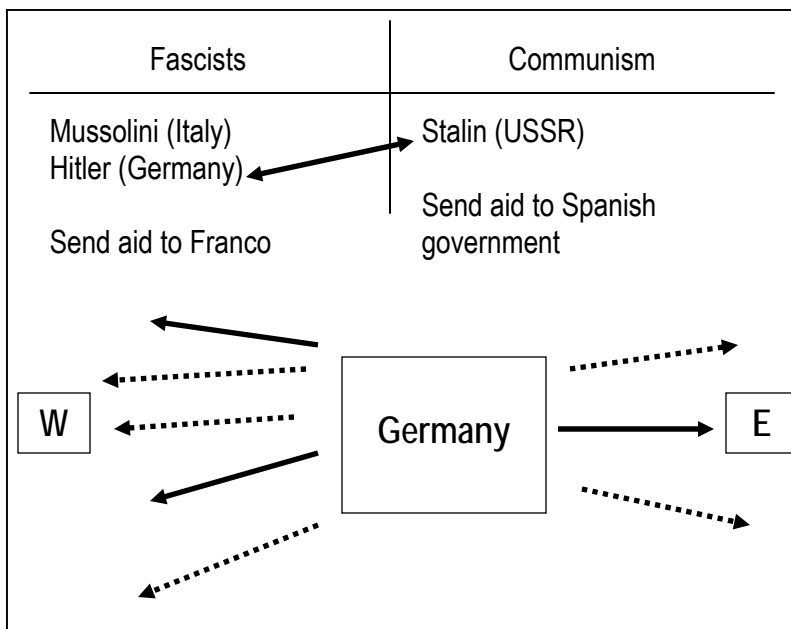 Fascists
Communism
Mussolini (Italy)
Hitler (Germany)
Send aid to Franco
Stalin (USSR)
Send aid to Spanish
government
W
Germany
E